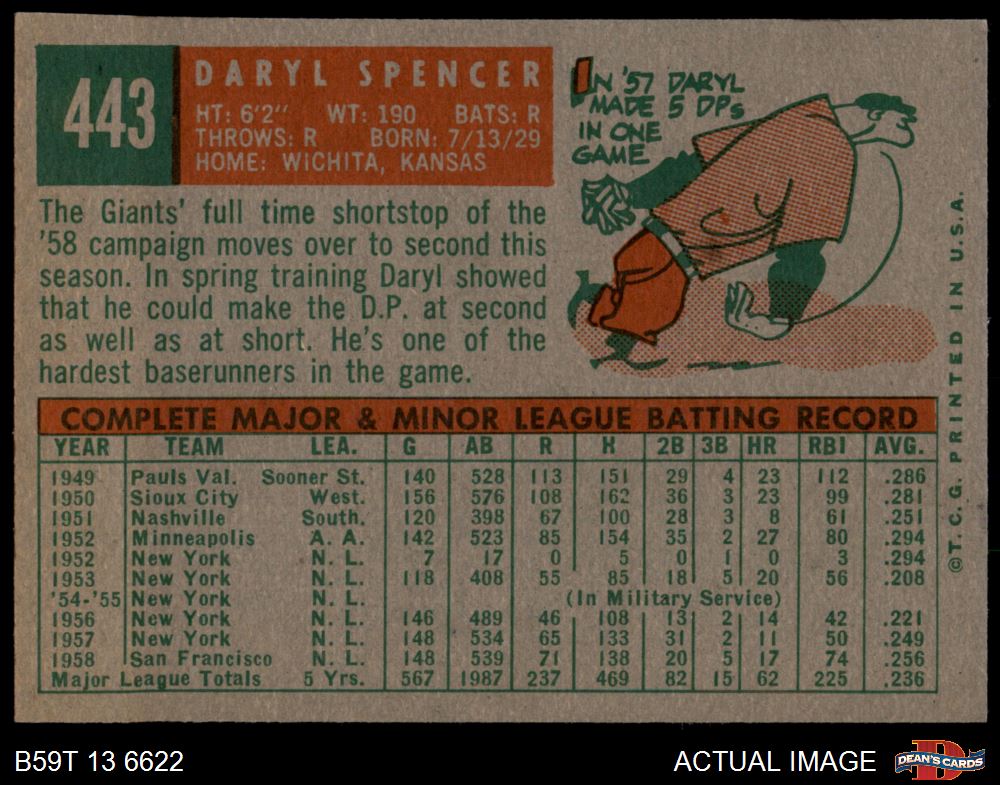 443
DARYL SPENCER
HT: 6'2" WT: 190 BATS: R
THROWS: R BORN: 7/13/29
HOME: WICHITA, KANSAS
IN '57 DARYL
MADE 5 DPs
IN ONE
GAME
The Giants' full time shortstop of the
'58 campaign moves over to second this
season. In spring training Daryl showed
that he could make the D.P. at second
as well as at short. He's one of the
hardest baserunners in the game.
COMPLETE MAJOR & MINOR LEAGUE BATTING RECORD
YEAR TEAM LEA. G AB R H 2B 3B HR RBI AVG.
1949 Pauls Val. Sooner St. 140 528 113 151 29 4 23 112 .286
1950 Sioux City West. 156 576 108 162 36 3 23 99 .281
1951 Nashville South. 120 398 67 100 28 3 8 61 .251
1952 Minneapolis A. A. 142 523 85 154 35 2 27 80 .294
1952 New York N. L. 7 17 0 5 0 1 0 3 .294
1953 New York N. L. 118 408 55 85 18 5 20 56 .208
'54-'55 New York N. L. (In Military Service)
1956 New York N. L. 146 489 46 108 13 2 14 42 .221
1957 New York N. L. 148 534 65 133 31 2 11 50 .249
1958 San Francisco N. L. 148 539 71 138 20 5 17 74 .256
Major League Totals 5 Yrs. 567 1987 237 469 82 15 62 225 .236
©T. C. G. PRINTED IN U.S.A.
B59T 13 6622
ACTUAL IMAGE
D
DEAN'S CARDS